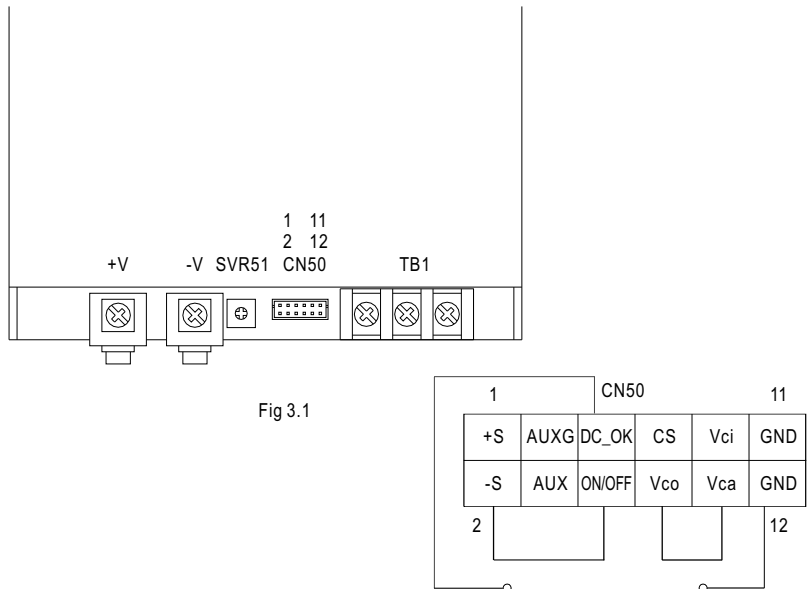 1 11
2 12
+V -V SVR51 CN50 TB1
Fig 3.1
1 CN50 11
+S AUXG DC_OK CS Vci GND
-S AUX ON/OFF Vco Vca GND
2 12